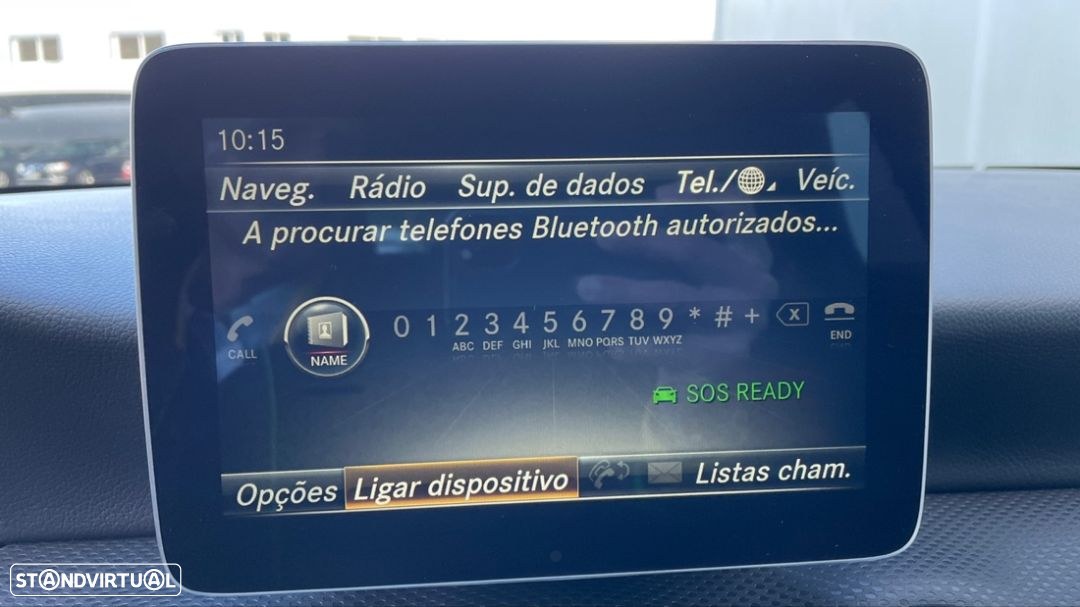 10:15
Naveg. Rádio Sup. de dados Tel./ Veíc.
A procurar telefones Bluetooth autorizados...
0 1 2 3 4 5 6 7 8 9 * # + X
ABC DEF GHI JKL MNO PQRS TUV WXYZ
CALL NAME END
SOS READY
Opções Ligar dispositivo Listas cham.
STANDVIRTUAL